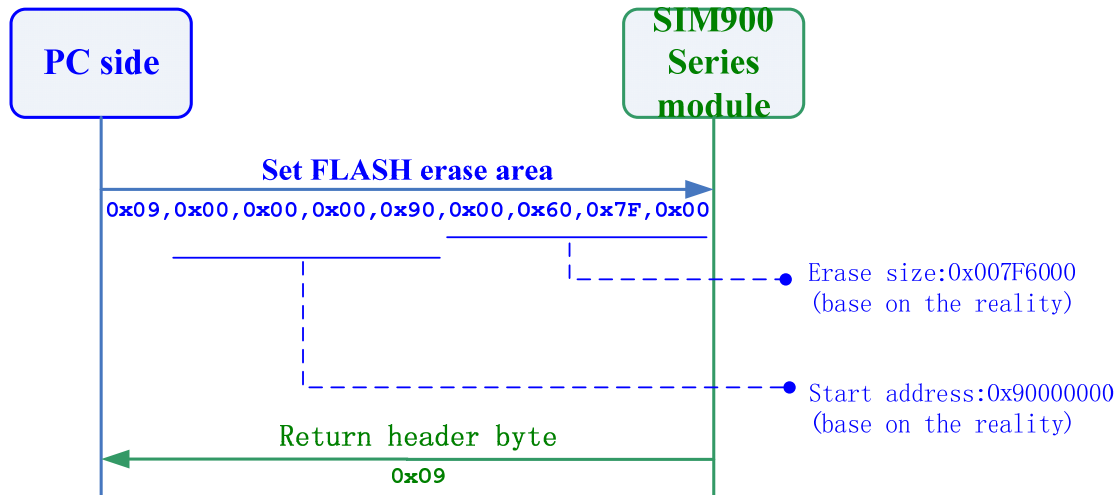 PC side
SIM900
Series
module
Set FLASH erase area
0x09,0x00,0x00,0x00,0x90,0x00,0x60,0x7F,0x00
Erase size:0x007F6000
(base on the reality)
Start address:0x90000000
(base on the reality)
Return header byte
0x09